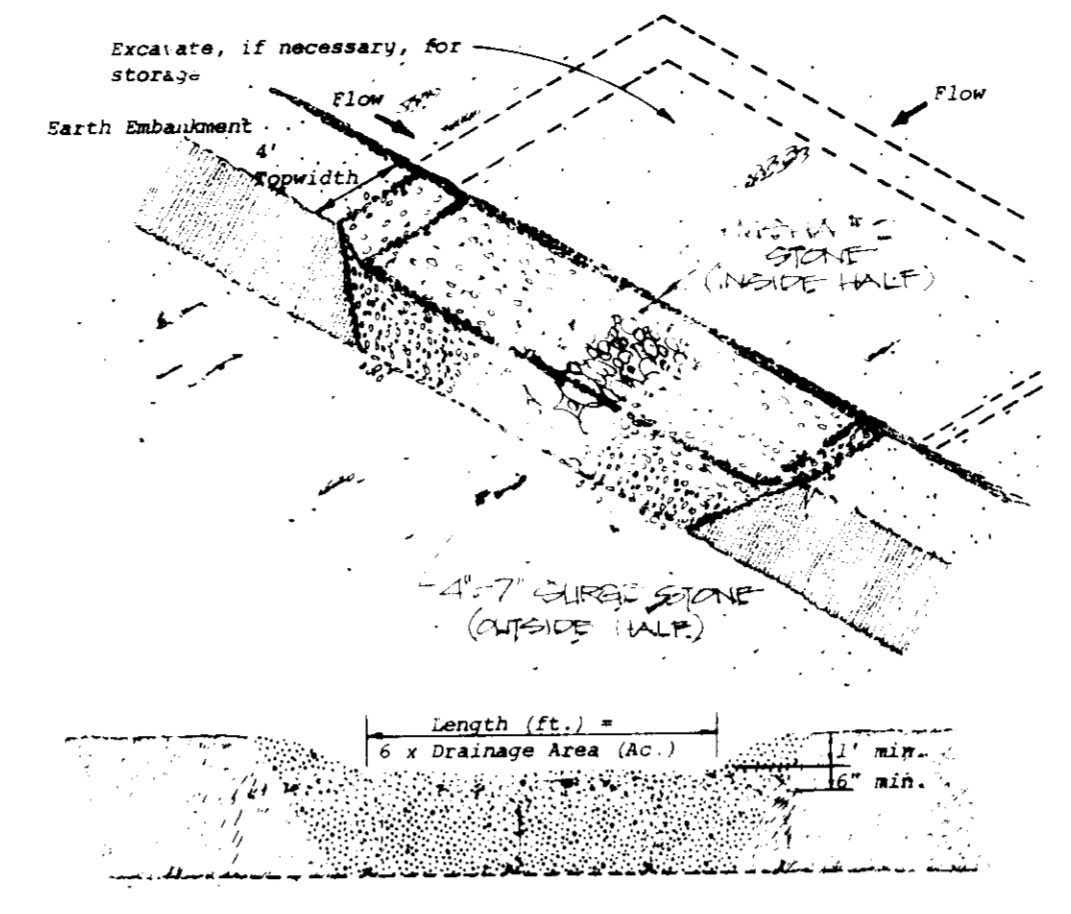 Excavate, if necessary, for
storage
Flow
Flow
Earth Embankment
4'
Topwidth
STONE
(INSIDE HALF)
4"-7" SURGE STONE
(OUTSIDE HALF)
Length (ft.) =
6 x Drainage Area (Ac.)
1' min.
6" min.